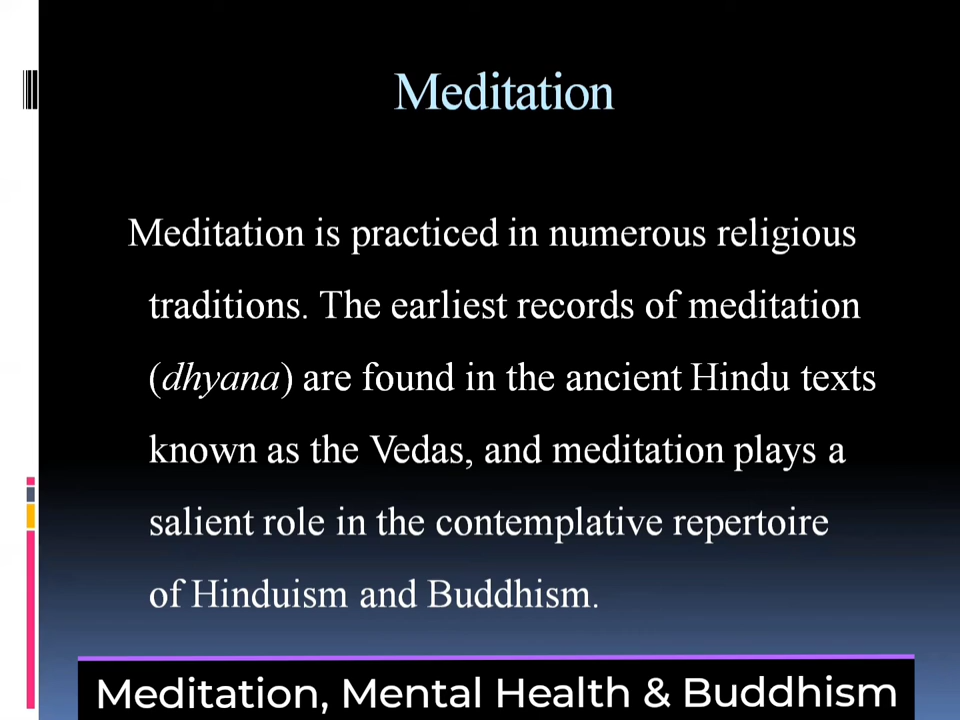 Meditation
Meditation is practiced in numerous religious
traditions. The earliest records of meditation
(dhyana) are found in the ancient Hindu texts
known as the Vedas, and meditation plays a
salient role in the contemplative repertoire
of Hinduism and Buddhism.
Meditation, Mental Health & Buddhism